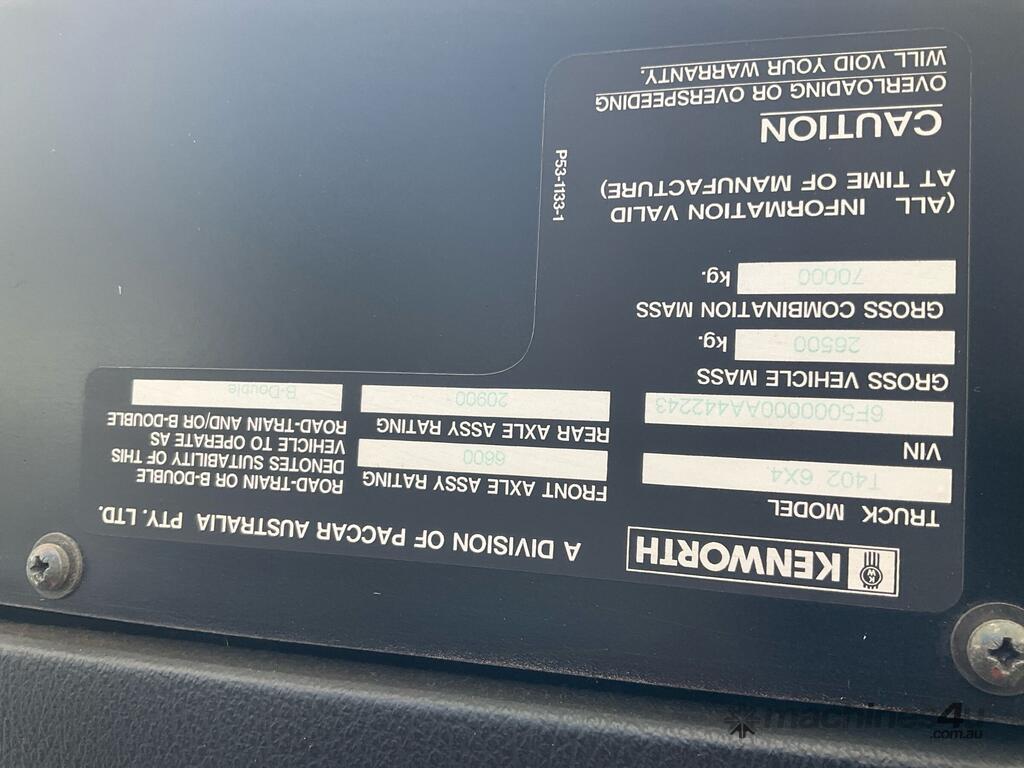 KENWORTH
A DIVISION OF PACCAR AUSTRALIA PTY. LTD.
TRUCK MODEL
T402 6X4.
VIN
6F5000000AA442243
GROSS VEHICLE MASS
26500 kg.
GROSS COMBINATION MASS
70000 kg.
(ALL INFORMATION VALID
AT TIME OF MANUFACTURE)
CAUTION
OVERLOADING OR OVERSPEEDING
WILL VOID YOUR WARRANTY.
FRONT AXLE ASSY RATING
6600
REAR AXLE ASSY RATING
20900
ROAD-TRAIN OR B-DOUBLE
DENOTES SUITABILITY OF THIS
VEHICLE TO OPERATE AS
ROAD-TRAIN AND/OR B-DOUBLE
B-Double
P53-1133-1
machines4u
.com.au